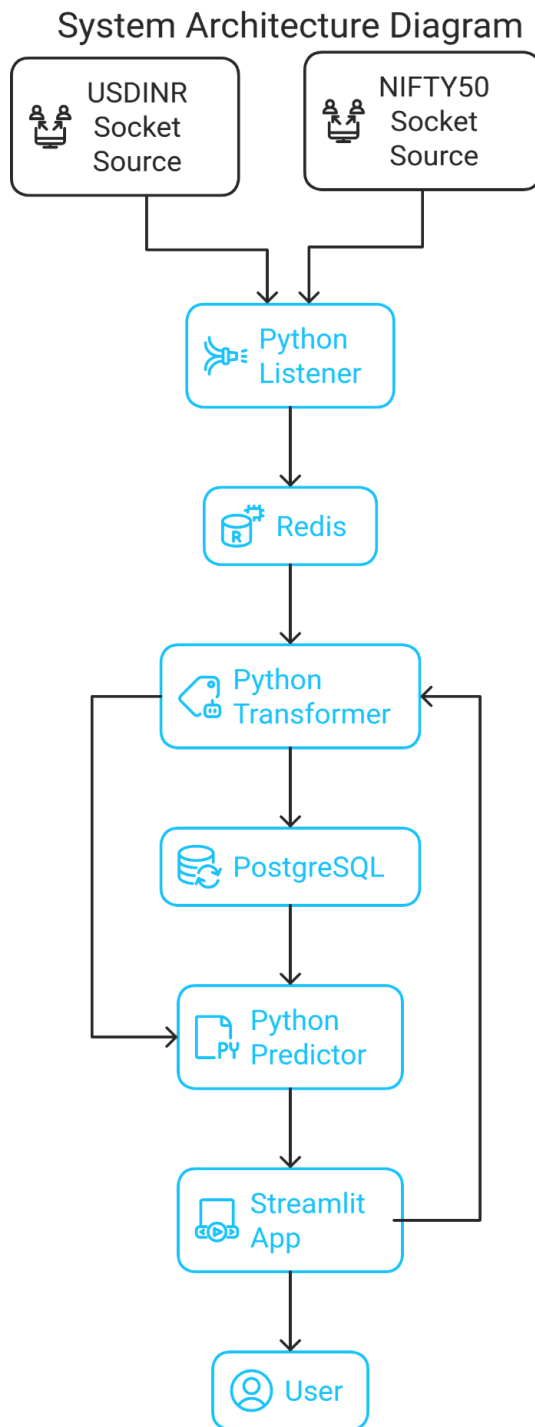 System Architecture Diagram
USDINR
Socket
Source
NIFTY50
Socket
Source
Python
Listener
R
Redis
Python
Transformer
PostgreSQL
PY
Python
Predictor
Streamlit
App
User